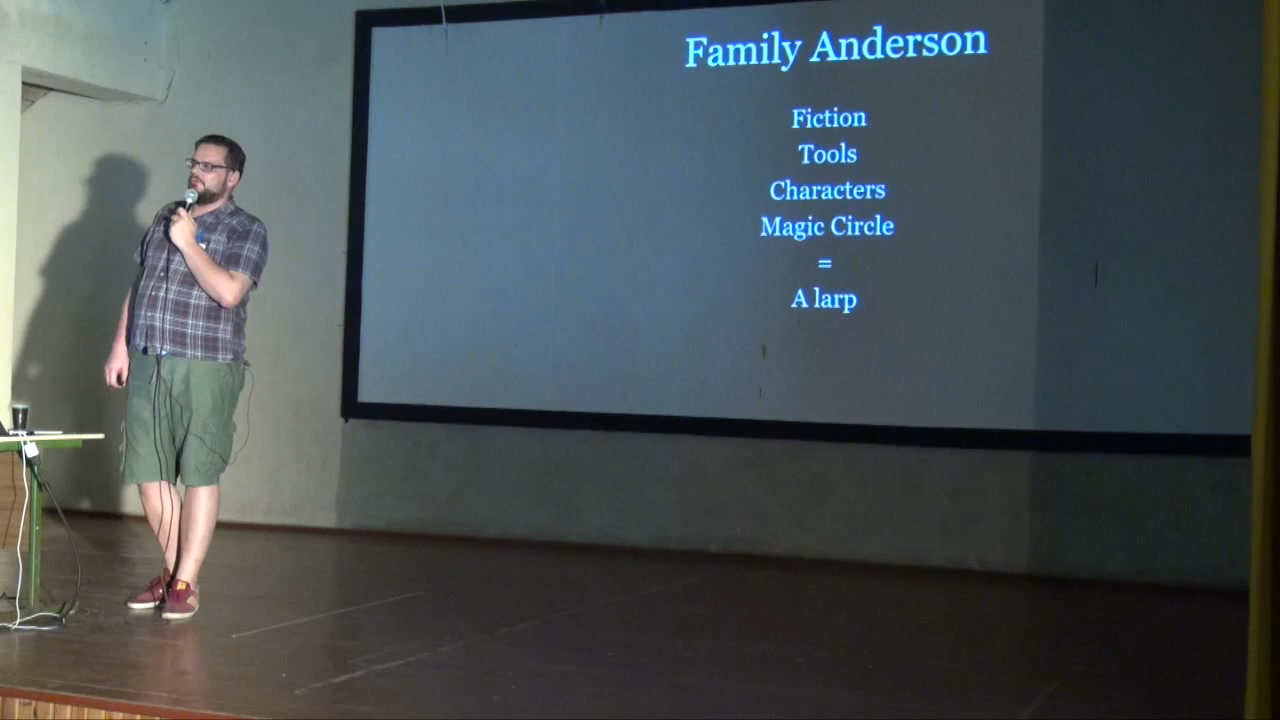 Family Anderson
Fiction
Tools
Characters
Magic Circle
=
A larp